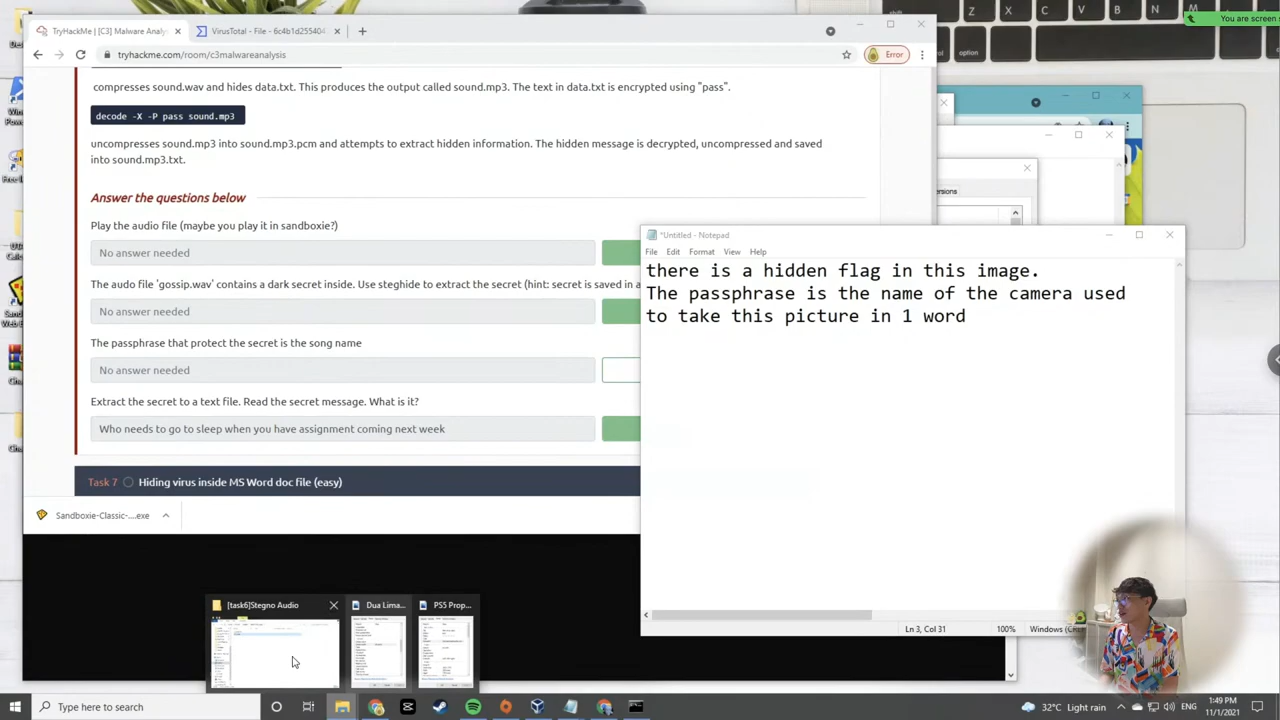 TryHackMe | [C3] Malware Analy
VirusTotal - File - 6c4b1d255404
You are screen s
tryhackme.com/room/c3malwareanalysis
Error
option
compresses sound.wav and hides data.txt. This produces the output called sound.mp3. The text in data.txt is encrypted using "pass".
decode -X -P pass sound.mp3
uncompresses sound.mp3 into sound.mp3.pcm and attempts to extract hidden information. The hidden message is decrypted, uncompressed and saved
into sound.mp3.txt.
Answer the questions below
Play the audio file (maybe you play it in sandboxie?)
No answer needed
The audo file 'gossip.wav' contains a dark secret inside. Use steghide to extract the secret (hint: secret is saved in a
No answer needed
The passphrase that protect the secret is the song name
No answer needed
Extract the secret to a text file. Read the secret message. What is it?
Who needs to go to sleep when you have assignment coming next week
Task 7 Hiding virus inside MS Word doc file (easy)
Sandboxie-Classic-....exe
ersions
*Untitled - Notepad
File Edit Format View Help
there is a hidden flag in this image.
The passphrase is the name of the camera used
to take this picture in 1 word
Ln 3, Col 31 100% Windows (CR
[task6]Stegno Audio
Dua Lima...
PS5 Prop...
Type here to search
32°C Light rain
ENG
1:49 PM
11/1/2021